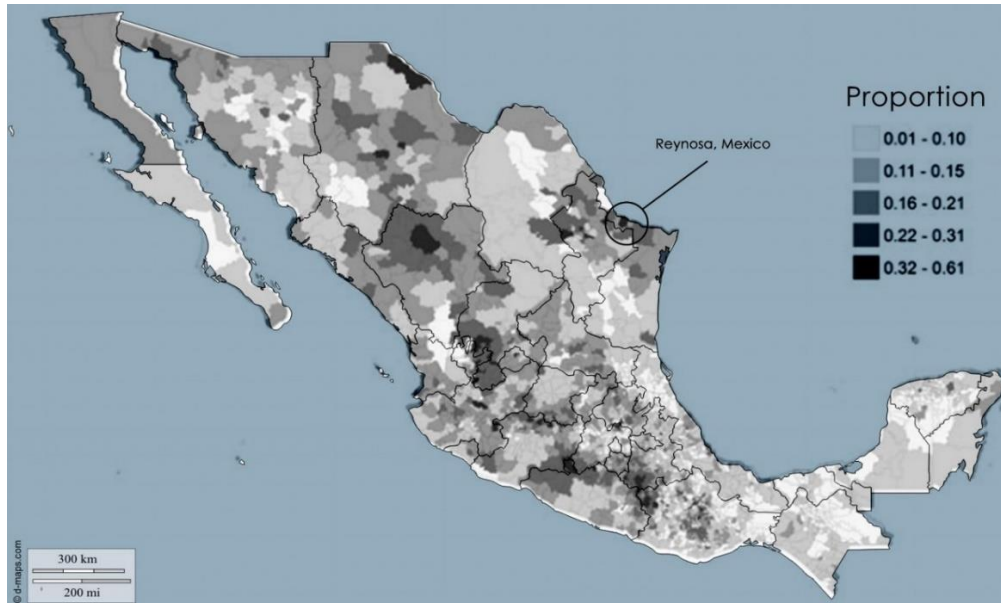 Proportion
0.01 - 0.10
0.11 - 0.15
0.16 - 0.21
0.22 - 0.31
0.32 - 0.61
Reynosa, Mexico
300 km
200 mi
© d-maps.com